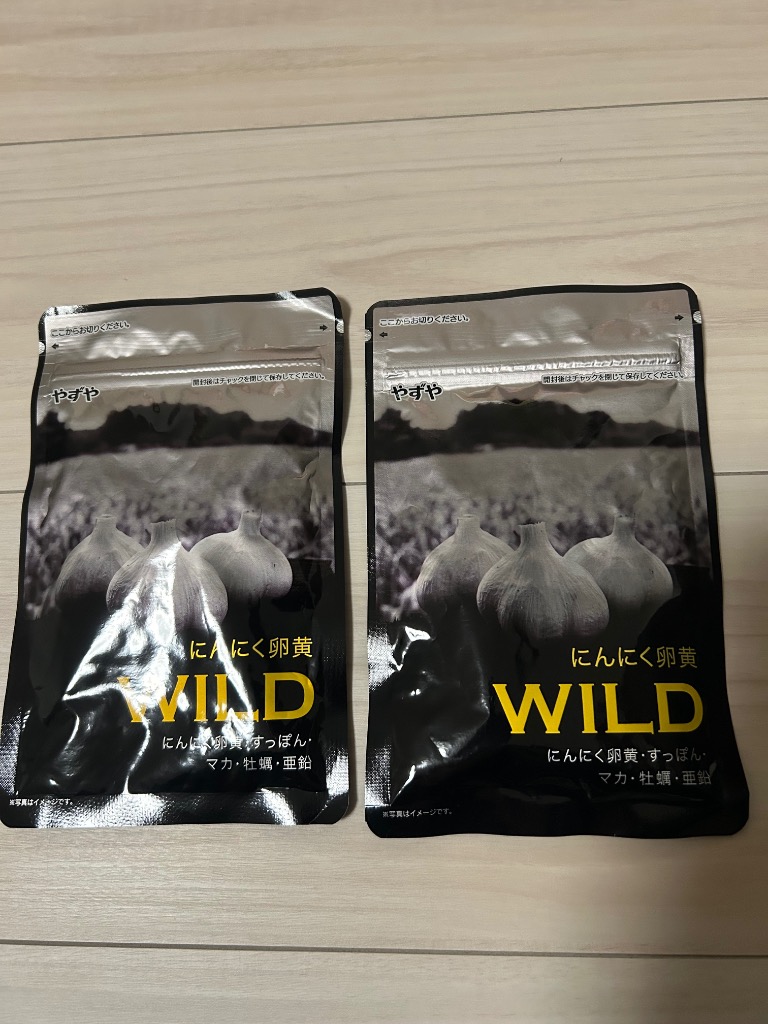 ここからお切りください。
やずや
開封後はチャックを閉じて保存してください。
にんにく卵黄
WILD
にんにく卵黄・すっぽん・
マカ・牡蠣・亜鉛
※写真はイメージです。
ここからお切りください。
やずや
開封後はチャックを閉じて保存してください。
にんにく卵黄
WILD
にんにく卵黄・すっぽん・
マカ・牡蠣・亜鉛
※写真はイメージです。